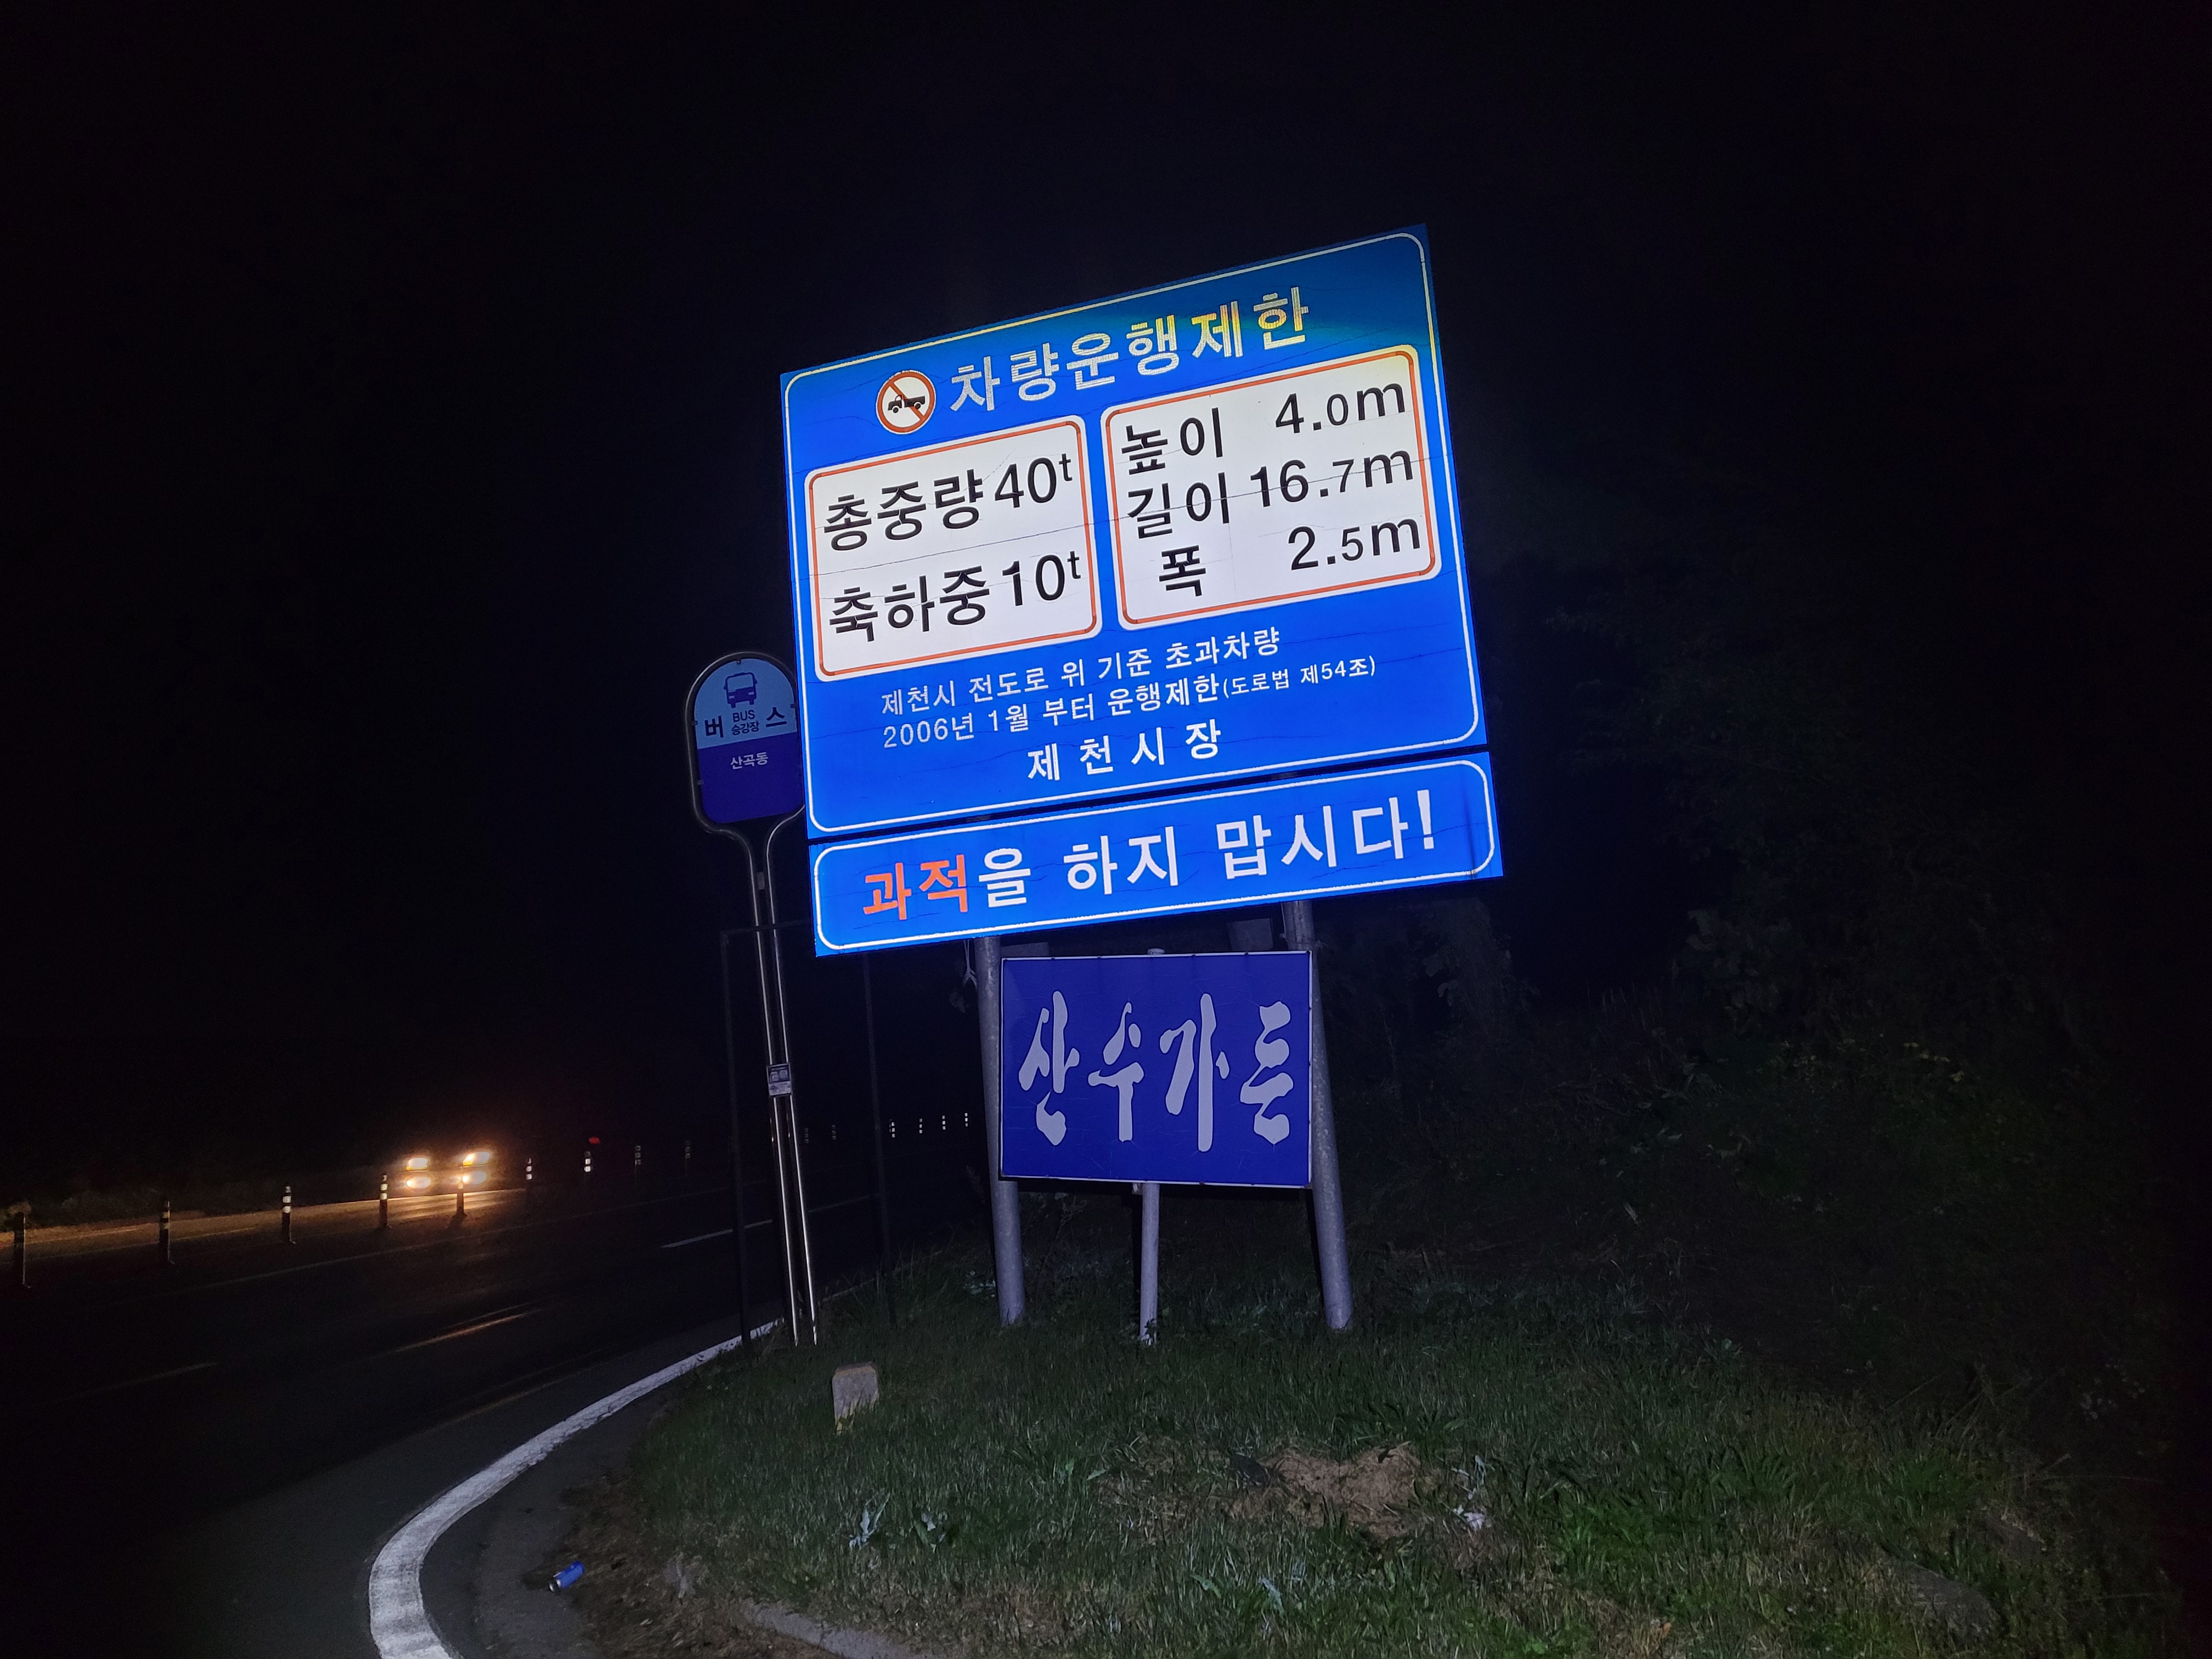 차량운행제한
총중량 40t
축하중 10t
높이 4.0m
길이 16.7m
폭 2.5m
제천시 전도로 위 기준 초과차량
2006년 1월 부터 운행제한(도로법 제54조)
제천시장
과적을 하지 맙시다!
버스
BUS
승강장
산곡동
산수가든